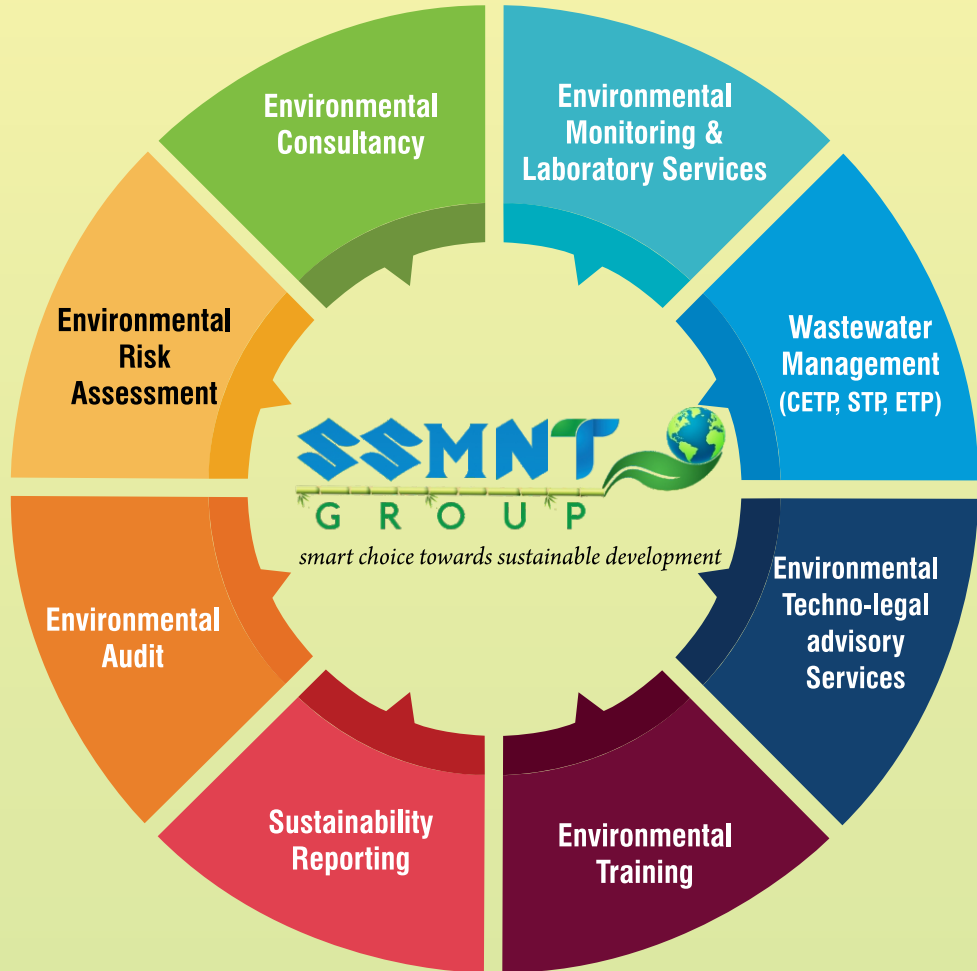 Environmental
Consultancy
Environmental
Monitoring &
Laboratory Services
Wastewater
Management
(CETP, STP, ETP)
Environmental
Techno-legal
advisory
Services
Environmental
Training
Sustainability
Reporting
Environmental
Audit
Environmental
Risk
Assessment
SSMNT
GROUP
smart choice towards sustainable development